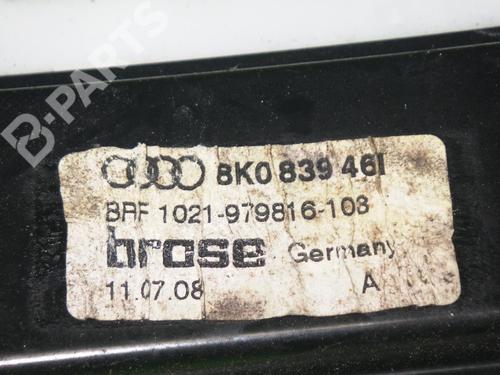 B-PARTS
8K0 839 461
BRF 1021-979816-103
brose Germany
11.07.08 A